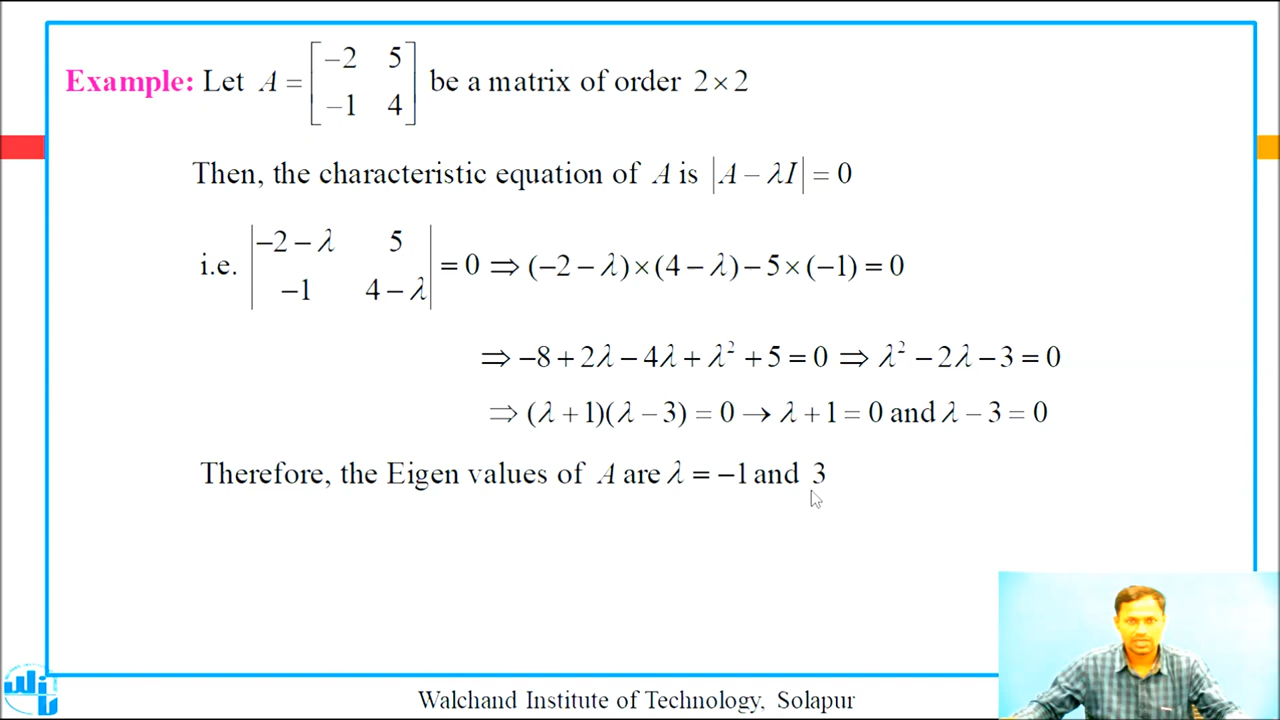 Example: Let A = [−2 5; −1 4] be a matrix of order 2×2
Then, the characteristic equation of A is |A − λI| = 0
i.e. |−2 − λ 5; −1 4 − λ| = 0 ⇒ (−2 − λ)×(4 − λ) − 5×(−1) = 0
⇒ −8 + 2λ − 4λ + λ² + 5 = 0 ⇒ λ² − 2λ − 3 = 0
⇒ (λ + 1)(λ − 3) = 0 → λ + 1 = 0 and λ − 3 = 0
Therefore, the Eigen values of A are λ = −1 and 3
Walchand Institute of Technology, Solapur